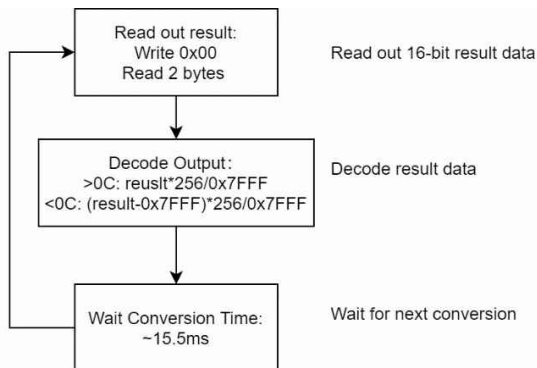 Read out result:
Write 0x00
Read 2 bytes
Read out 16-bit result data
Decode Output:
>0C: reuslt*256/0x7FFF
<0C: (result-0x7FFF)*256/0x7FFF
Decode result data
Wait Conversion Time:
~15.5ms
Wait for next conversion